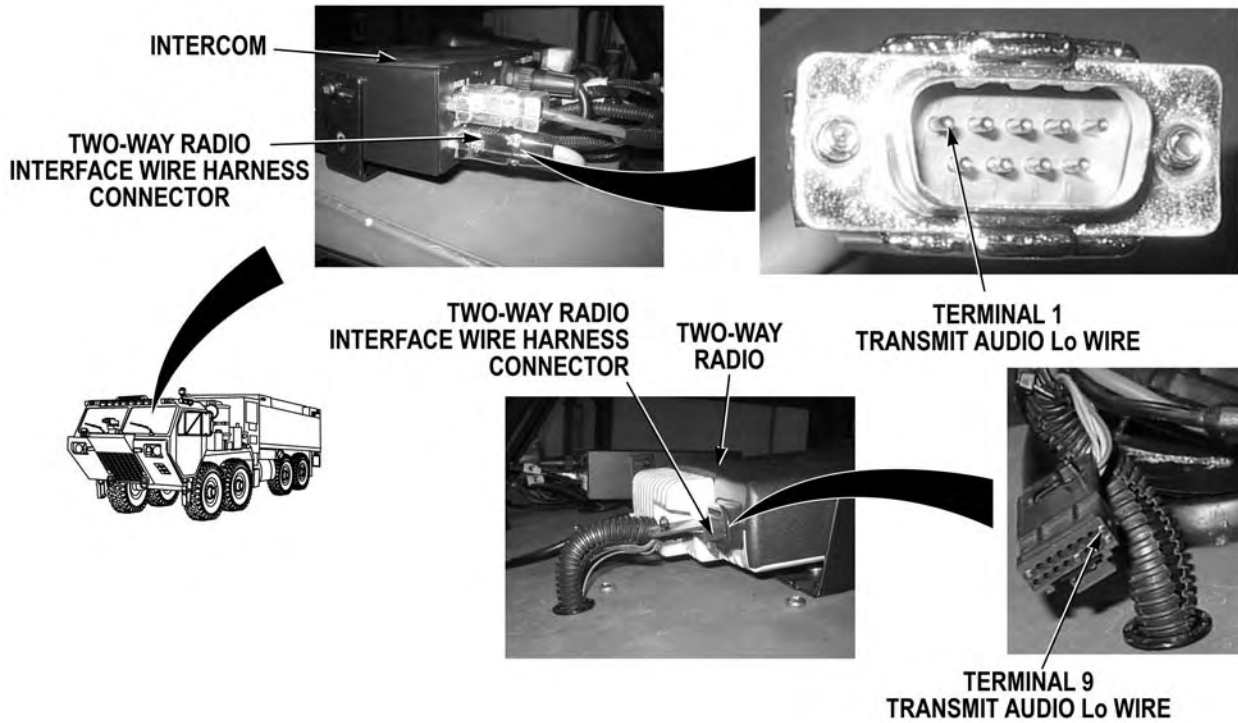 INTERCOM
TWO-WAY RADIO
INTERFACE WIRE HARNESS
CONNECTOR
TERMINAL 1
TRANSMIT AUDIO Lo WIRE
TWO-WAY RADIO
INTERFACE WIRE HARNESS
CONNECTOR
TWO-WAY
RADIO
TERMINAL 9
TRANSMIT AUDIO Lo WIRE